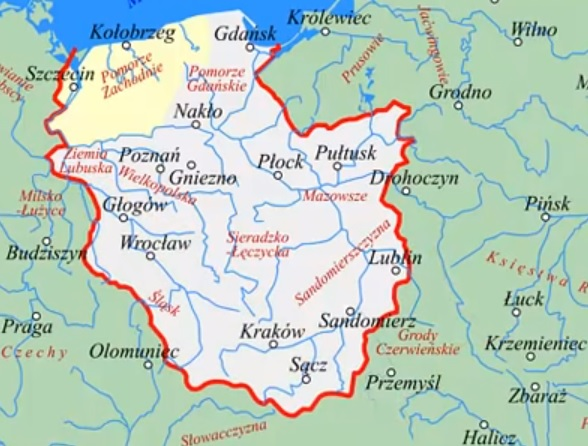 Królewiec
Kołobrzeg
Gdańsk
Wilno
Pomorze
Zachodnie
Prusowie
Jaćwingowie
Szczecin
Pomorze
Gdańskie
Grodno
Nakło
Ziemia
Lubuska
Poznań
Płock
Pułtusk
Gniezno
Wielkopolska
Drohoczyn
Milsko
-Łużyce
Głogów
Mazowsze
Pińsk
Wrocław
Sieradzko
-Łęczycka
Sandomierszczyzna
Budziszyn
Lublin
Księstwa R
Śląsk
Łuck
Praga
Kraków
Sandomierz
Grody
Czerwieńskie
Krzemieniec
Czechy
Olomuniec
Sącz
Przemyśl
Zbaraż
Słowaczyzna
Halicz